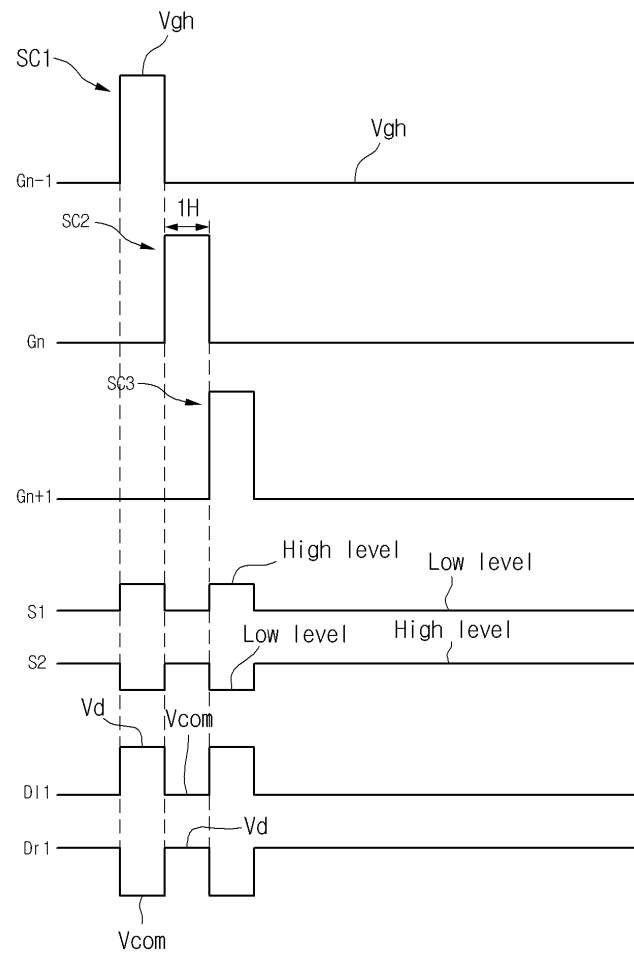 Vgh
SC1
Vgh
Gn-1
1H
SC2
Gn
SC3
Gn+1
High level
Low level
S1
High level
Low level
S2
Vd
Vcom
Dl1
Vd
Dr1
Vcom